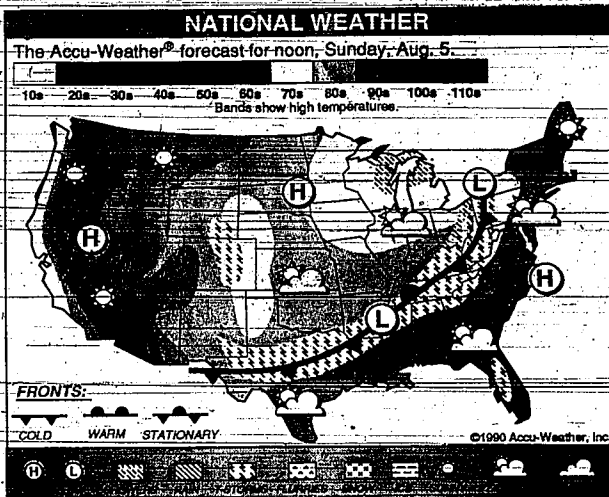 NATIONAL WEATHER
The Accu-Weather® forecast for noon, Sunday, Aug. 5.
10s 20s 30s 40s 50s 60s 70s 80s 90s 100s 110s
Bands show high temperatures.
L
H
H
H
L
FRONTS:
COLD WARM STATIONARY
©1990 Accu-Weather, Inc.
H L